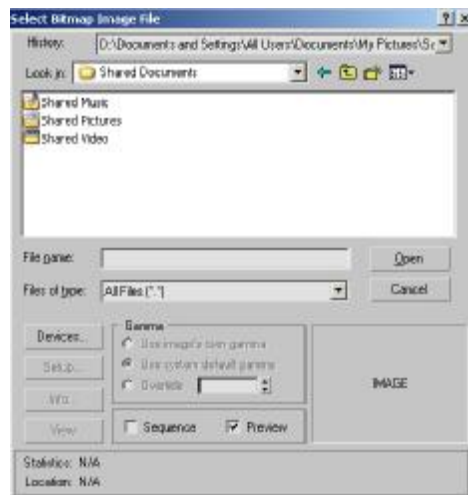 Select Bitmap Image File
History: D:\Documents and Settings\All Users\Documents\My Pictures\Sa
Look in: Shared Documents
Shared Music
Shared Pictures
Shared Video
File name: Open
Files of type: All Files (*.*) Cancel
Devices... Gamma
Use image's own gamma
Setup... Use system default gamma
Override IMAGE
Info...
View Sequence Preview
Statistics: N/A
Location: N/A